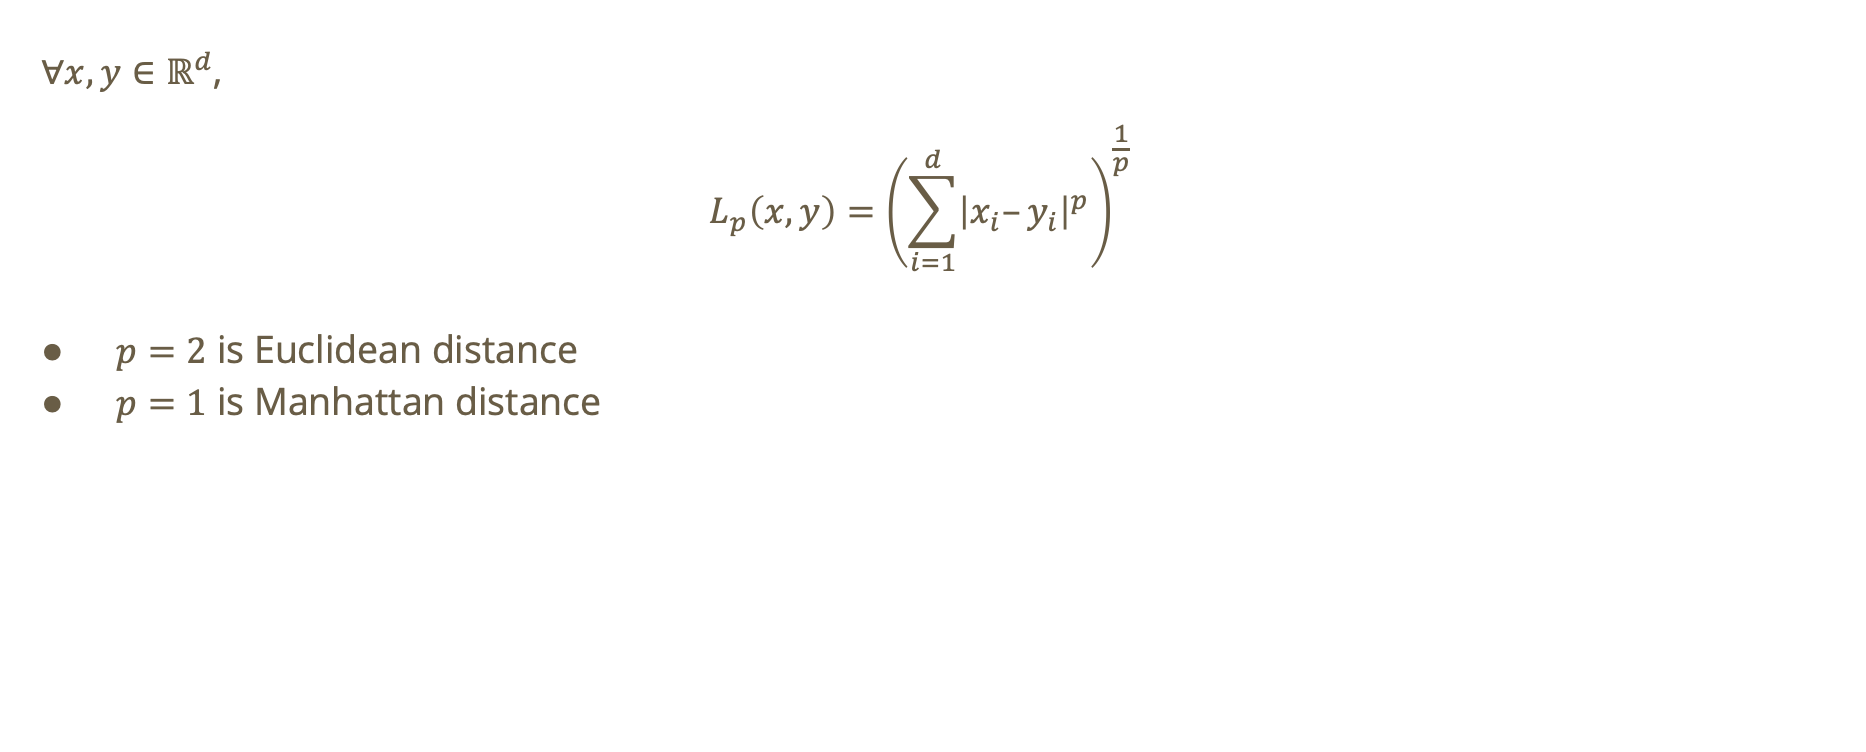 ∀x, y ∈ ℝ^d,
L_p(x, y) = (∑_{i=1}^{d} |x_i – y_i|^p)^{1/p}
● p = 2 is Euclidean distance
● p = 1 is Manhattan distance